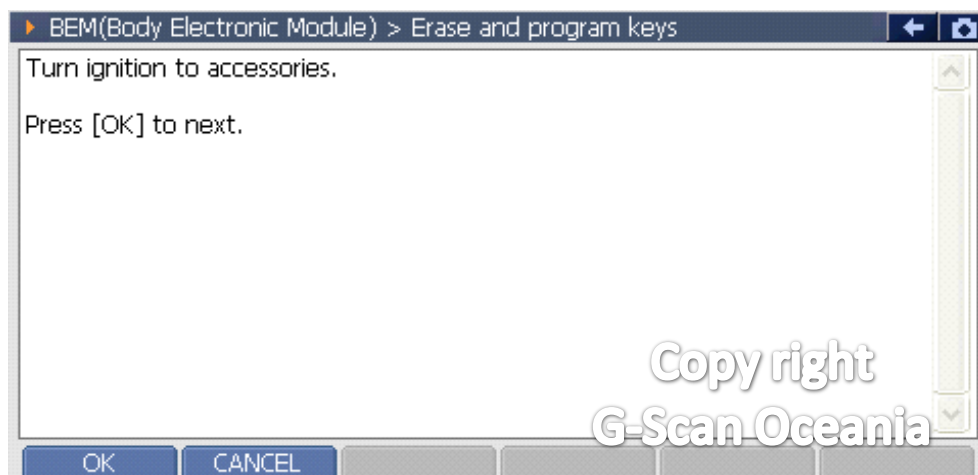 BEM(Body Electronic Module) > Erase and program keys
Turn ignition to accessories.
Press [OK] to next.
Copy right
G-Scan Oceania
OK CANCEL